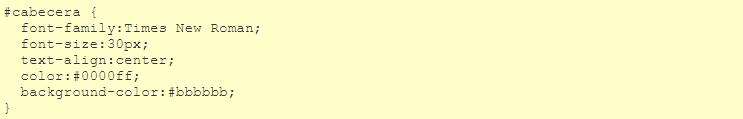 #cabecera {
  font-family:Times New Roman;
  font-size:30px;
  text-align:center;
  color:#0000ff;
  background-color:#bbbbbb;
}